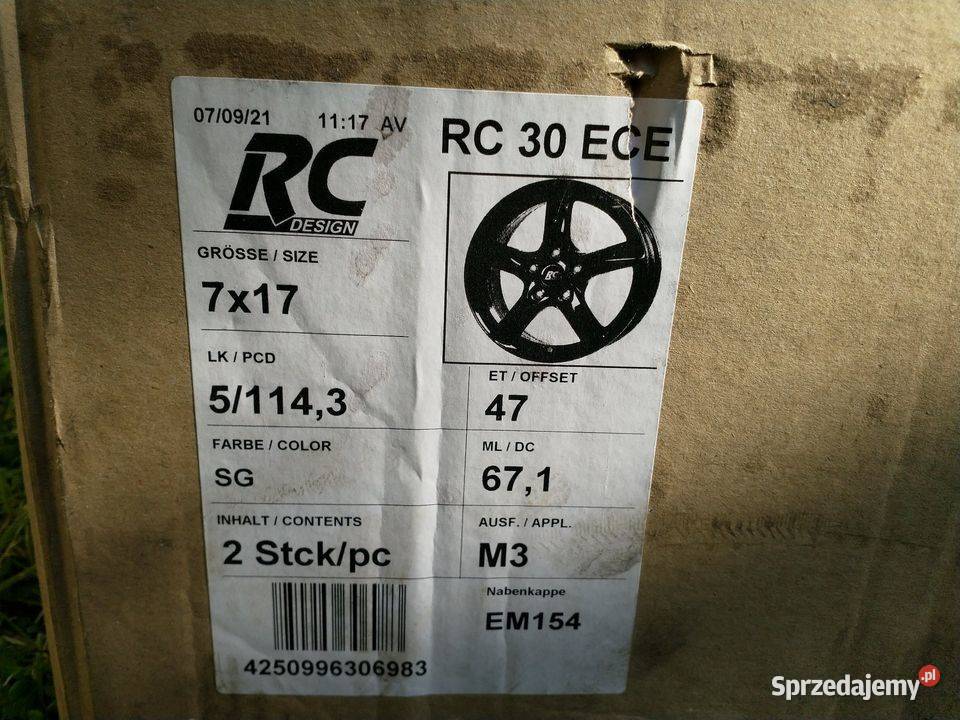 07/09/21 11:17 AV
RC DESIGN
RC 30 ECE
RC
GRÖSSE / SIZE
7x17
LK / PCD
5/114,3
ET / OFFSET
47
FARBE / COLOR
SG
ML / DC
67,1
INHALT / CONTENTS
2 Stck/pc
AUSF. / APPL.
M3
Nabenkappe
EM154
4250996306983
Sprzedajemy.pl